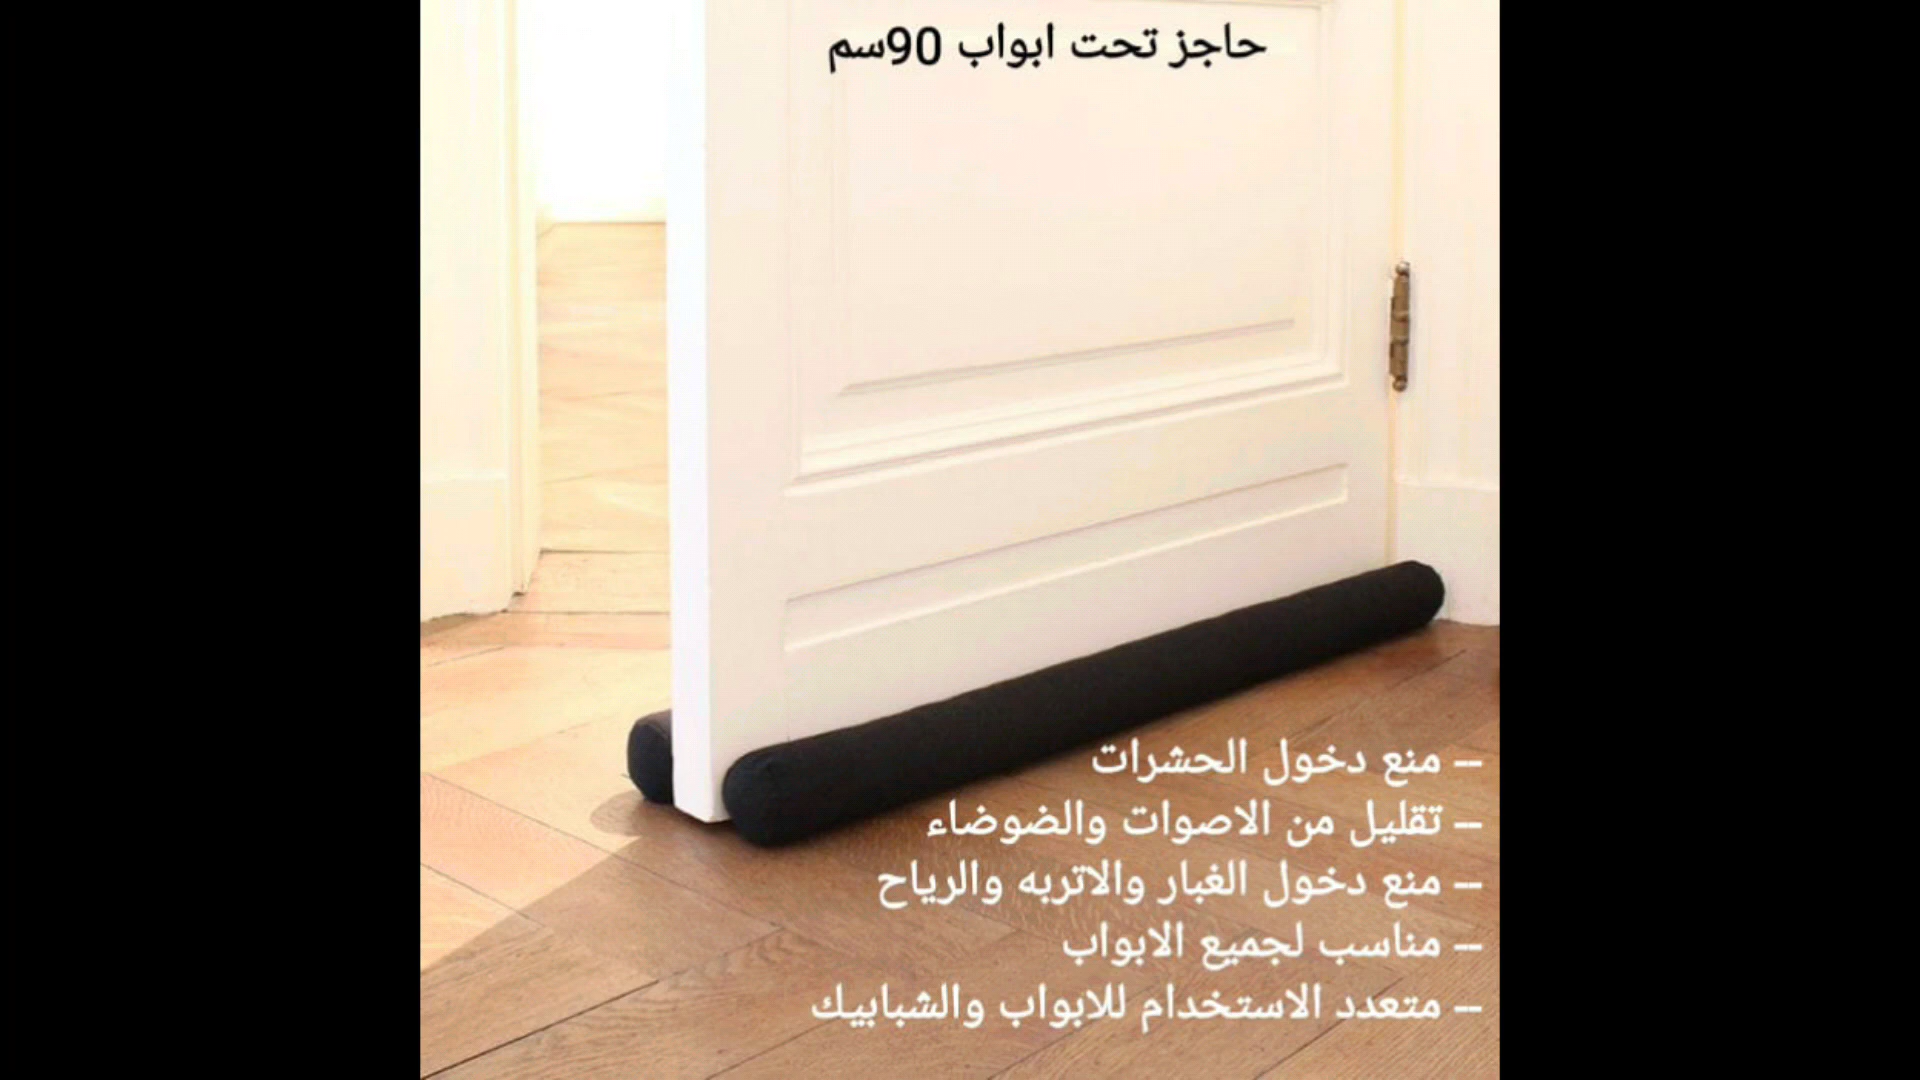 حاجز تحت ابواب 90سم
– منع دخول الحشرات
– تقليل من الاصوات والضوضاء
– منع دخول الغبار والاتربه والرياح
– مناسب لجميع الابواب
– متعدد الاستخدام للابواب والشبابيك